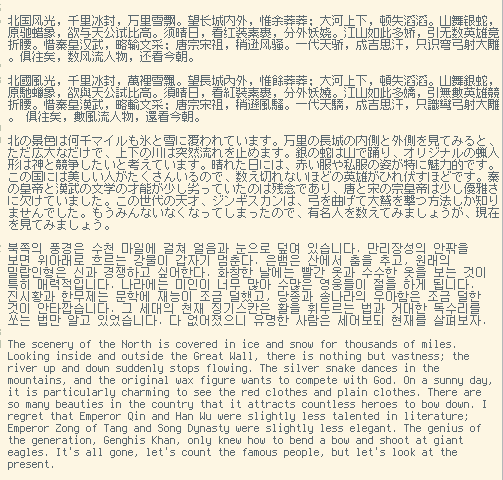 北国风光，千里冰封，万里雪飘。望长城内外，惟余莽莽；大河上下，顿失滔滔。山舞银蛇，
原驰蜡象，欲与天公试比高。须晴日，看红装素裹，分外妖娆。江山如此多娇，引无数英雄竞
折腰。惜秦皇汉武，略输文采；唐宗宋祖，稍逊风骚。一代天骄，成吉思汗，只识弯弓射大雕
。俱往矣，数风流人物，还看今朝。
北國風光，千里冰封，萬裡雪飄。望長城內外，惟餘莽莽；大河上下，頓失滔滔。山舞銀蛇，
原馳蠟象，欲與天公試比高。須晴日，看紅裝素裹，分外妖嬈。江山如此多嬌，引無數英雄競
折腰。惜秦皇漢武，略輸文采；唐宗宋祖，稍遜風騷。一代天驕，成吉思汗，只識彎弓射大雕
。俱往矣，數風流人物，還看今朝。
北の景色は何千マイルも氷と雪に覆われています。万里の長城の内側と外側を見てみると、
ただ広大なだけで、上下の川は突然流れを止めます。銀の蛇は山で踊り、オリジナルの蝋人
形は神と競争したいと考えています。晴れた日には、赤い服や私服の姿が特に魅力的です。
この国には美しい人がたくさんいるので、数え切れないほどの英雄がひれ伏すほどです。秦
の皇帝と漢武の文学の才能が少し劣っていたのは残念であり、唐と宋の宗皇帝は少し優雅さ
に欠けていました。この世代の天才、ジンギスカンは、弓を曲げて大鷲を撃つ方法しか知り
ませんでした。もうみんないなくなってしまったので、有名人を数えてみましょうが、現在
を見てみましょう。
북쪽의 풍경은 수천 마일에 걸쳐 얼음과 눈으로 덮여 있습니다. 만리장성의 안팎을
보면 위아래로 흐르는 강물이 갑자기 멈춘다. 은뱀은 산에서 춤을 추고, 원래의
밀랍인형은 신과 경쟁하고 싶어한다. 화창한 날에는 빨간 옷과 수수한 옷을 보는 것이
특히 매력적입니다. 나라에는 미인이 너무 많아 수많은 영웅들이 절을 하게 됩니다.
진시황과 한무제는 문학에 재능이 조금 덜했고, 당종과 송나라의 우아함은 조금 덜한
것이 안타깝습니다. 그 세대의 천재 징기스칸은 활을 휘두르는 법과 거대한 독수리를
쏘는 법만 알고 있었습니다. 다 없어졌으니 유명한 사람은 세어보되 현재를 살펴보자.
The scenery of the North is covered in ice and snow for thousands of miles.
Looking inside and outside the Great Wall, there is nothing but vastness; the
river up and down suddenly stops flowing. The silver snake dances in the
mountains, and the original wax figure wants to compete with God. On a sunny day,
it is particularly charming to see the red clothes and plain clothes. There are
so many beauties in the country that it attracts countless heroes to bow down. I
regret that Emperor Qin and Han Wu were slightly less talented in literature;
Emperor Zong of Tang and Song Dynasty were slightly less elegant. The genius of
the generation, Genghis Khan, only knew how to bend a bow and shoot at giant
eagles. It's all gone, let's count the famous people, but let's look at the
present.